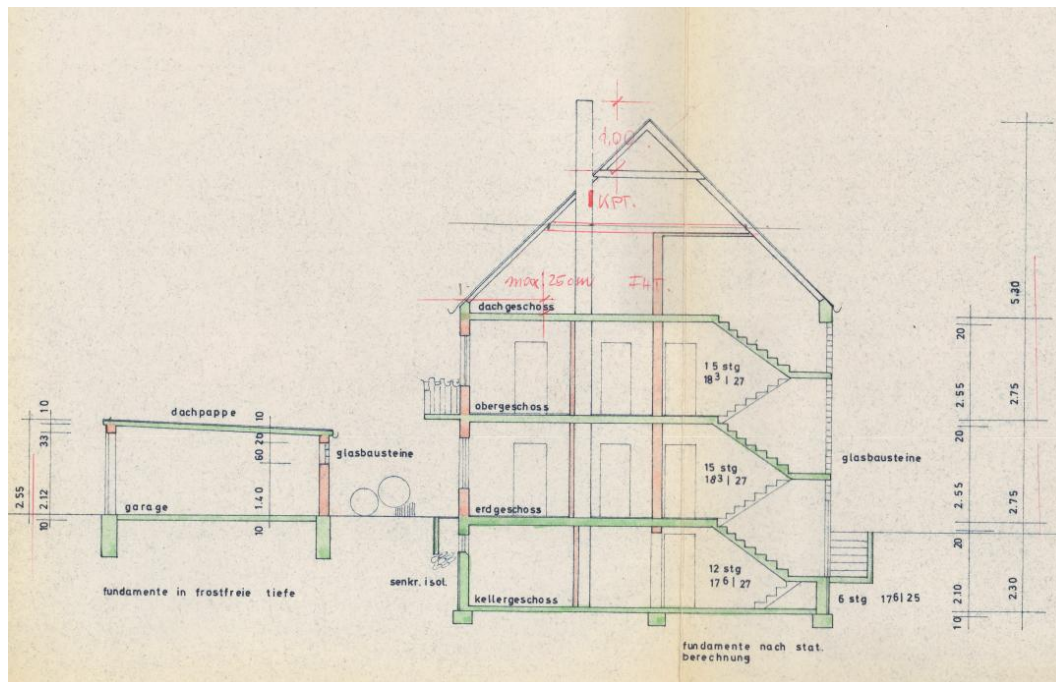 1,00
KPT.
max. 25 cm
FHT.
dachgeschoss
5.30
20
15 stg
18³ | 27
2.55
2.75
obergeschoss
20
10
dachpappe
10
33
20
60
glasbausteine
15 stg
18³ | 27
glasbausteine
2.55
2.12
1.40
2.55
2.75
garage
erdgeschoss
10
10
20
senkr. isol.
12 stg
17⁶ | 27
fundamente in frostfreie tiefe
kellergeschoss
6 stg 17⁶ | 25
2.10
2.30
10
fundamente nach stat.
berechnung